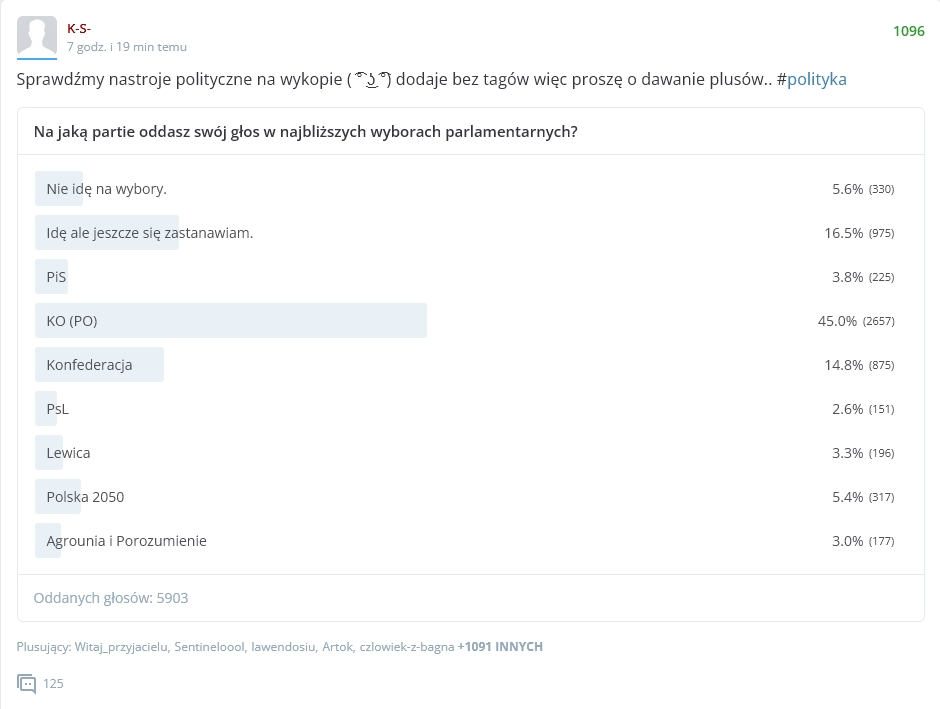 K-S-
1096
7 godz. i 19 min temu
Sprawdźmy nastroje polityczne na wykopie ( ͡° ͜ʖ ͡°) dodaje bez tagów więc proszę o dawanie plusów.. #polityka
Na jaką partie oddasz swój głos w najbliższych wyborach parlamentarnych?
Nie idę na wybory. 5.6% (330)
Idę ale jeszcze się zastanawiam. 16.5% (975)
PiS 3.8% (225)
KO (PO) 45.0% (2657)
Konfederacja 14.8% (875)
PsL 2.6% (151)
Lewica 3.3% (196)
Polska 2050 5.4% (317)
Agrounia i Porozumienie 3.0% (177)
Oddanych głosów: 5903
Plusujący: Witaj_przyjacielu, Sentineloool, lawendosiu, Artok, czlowiek-z-bagna +1091 INNYCH
125